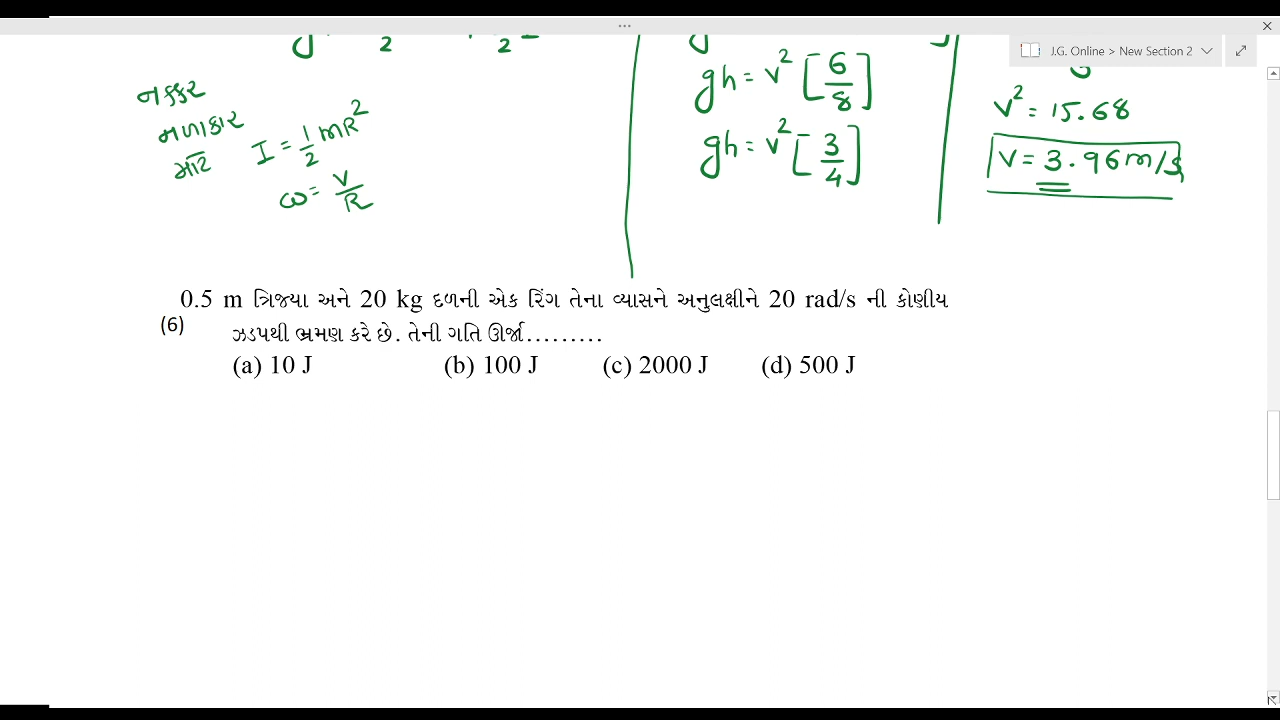 J.G. Online > New Section 2
gh = v² [6/8]
v² = 15.68
નક્કર
નળાકાર
માટે
I = 1/2 mR²
gh = v² [3/4]
v = 3.96 m/s
ω = v/R
0.5 m ત્રિજ્યા અને 20 kg દળની એક રિંગ તેના વ્યાસને અનુલક્ષીને 20 rad/s ની કોણીય
(6) ઝડપથી ભ્રમણ કરે છે. તેની ગતિ ઊર્જા.........
(a) 10 J (b) 100 J (c) 2000 J (d) 500 J